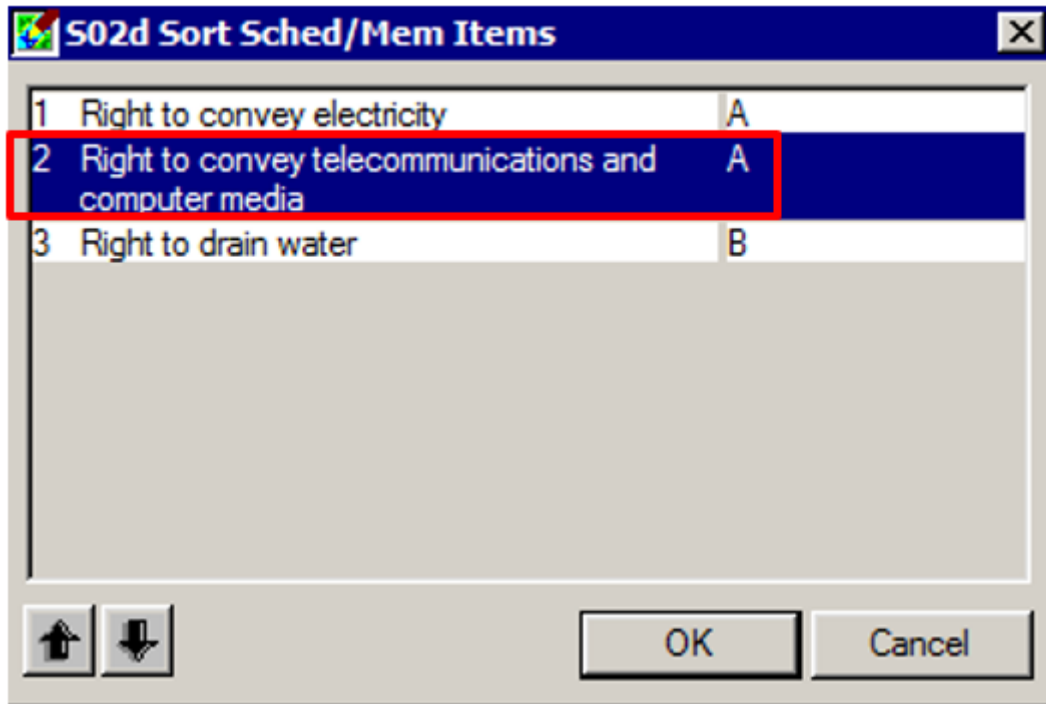 S02d Sort Sched/Mem Items
1 Right to convey electricity A
2 Right to convey telecommunications and A
computer media
3 Right to drain water B
OK Cancel